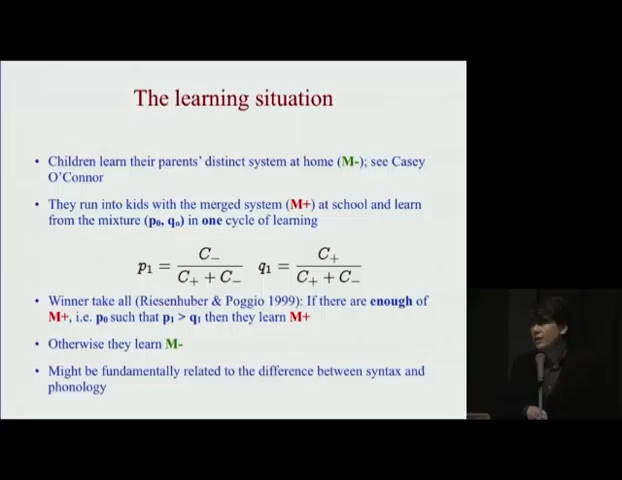 The learning situation
• Children learn their parents' distinct system at home (M-); see Casey
O'Connor
• They run into kids with the merged system (M+) at school and learn
from the mixture (p₀, q₀) in one cycle of learning
p₁ = C₋ / (C₊ + C₋)   q₁ = C₊ / (C₊ + C₋)
• Winner take all (Riesenhuber & Poggio 1999): If there are enough of
M+, i.e. p₀ such that p₁ > q₁ then they learn M+
• Otherwise they learn M-
• Might be fundamentally related to the difference between syntax and
phonology